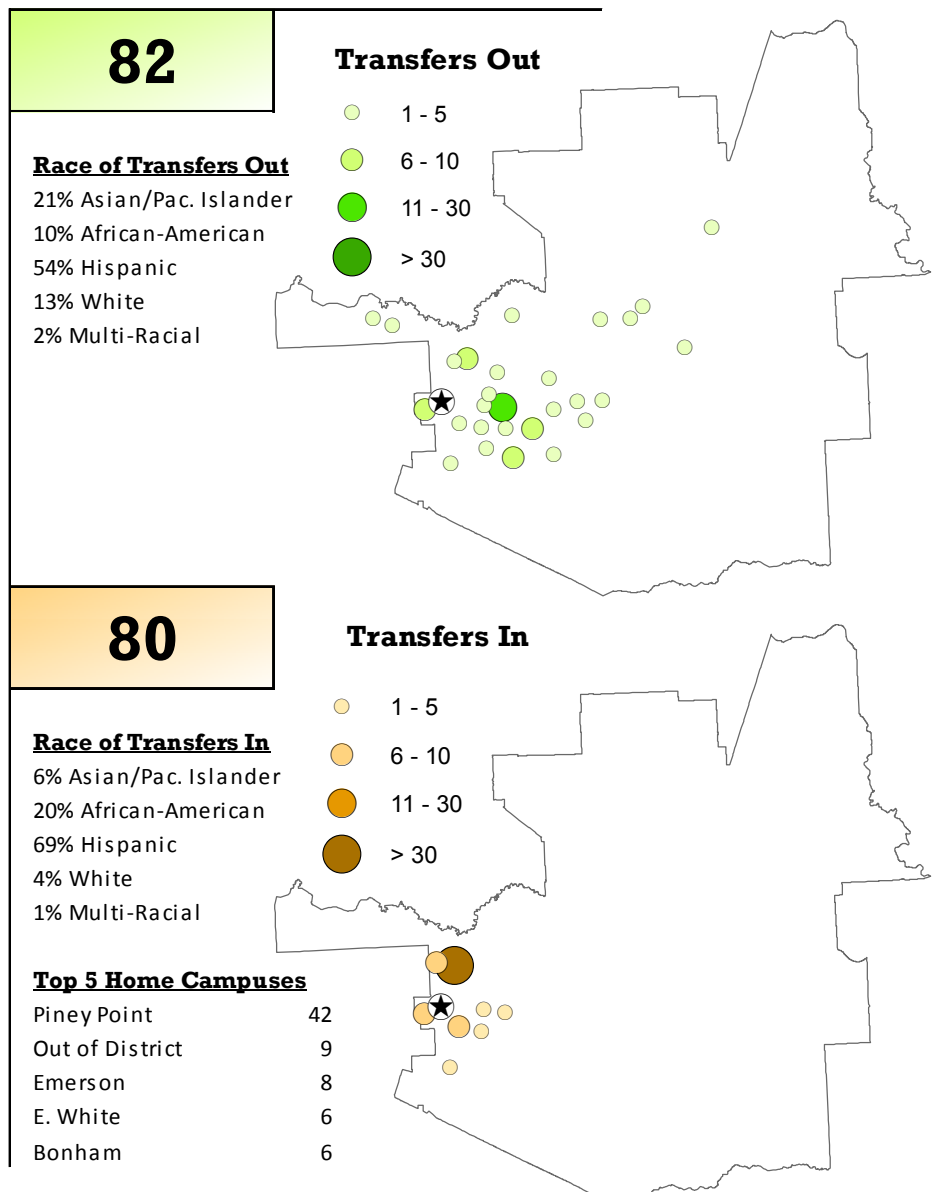 82
Transfers Out
1 - 5
6 - 10
11 - 30
> 30
Race of Transfers Out
21% Asian/Pac. Islander
10% African-American
54% Hispanic
13% White
2% Multi-Racial
80
Transfers In
1 - 5
6 - 10
11 - 30
> 30
Race of Transfers In
6% Asian/Pac. Islander
20% African-American
69% Hispanic
4% White
1% Multi-Racial
Top 5 Home Campuses
Piney Point 42
Out of District 9
Emerson 8
E. White 6
Bonham 6